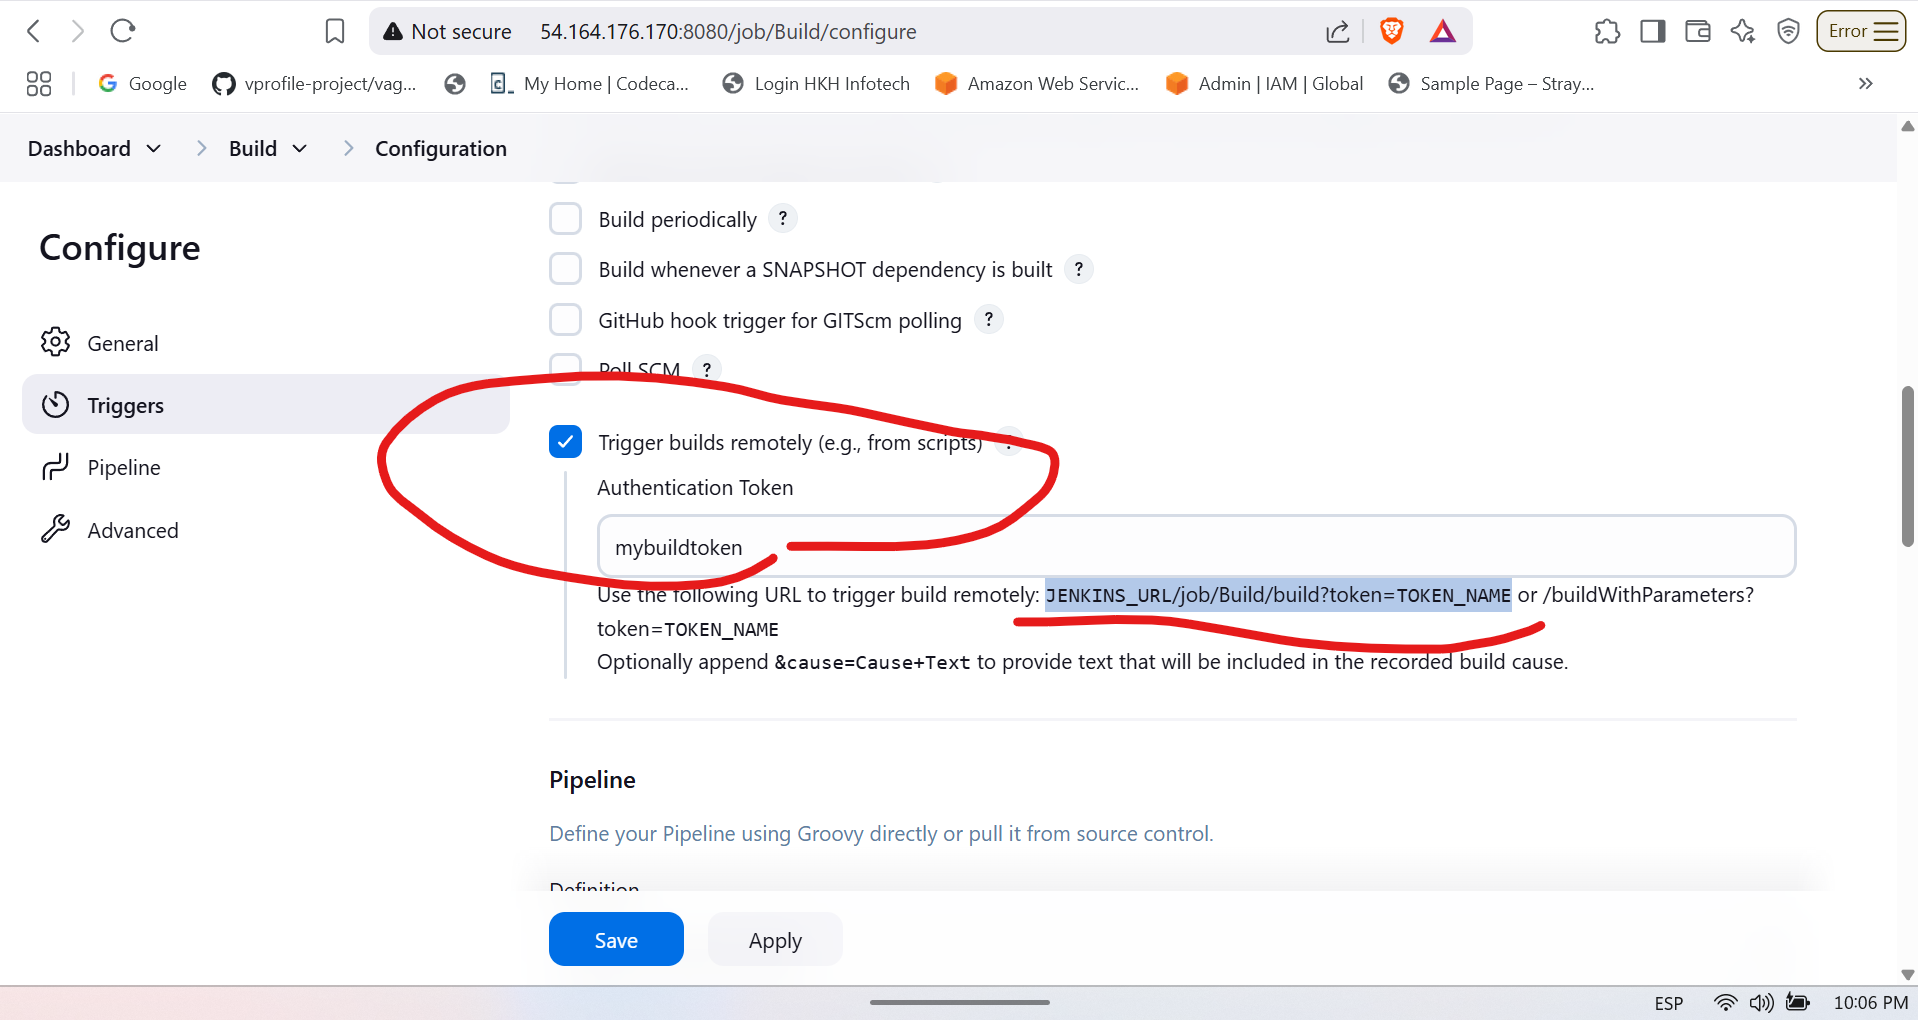 Not secure 54.164.176.170:8080/job/Build/configure Error
Google vprofile-project/vag... My Home | Codeca... Login HKH Infotech Amazon Web Servic... Admin | IAM | Global Sample Page – Stray...
Dashboard Build Configuration
Configure
General
Triggers
Pipeline
Advanced
Build periodically ?
Build whenever a SNAPSHOT dependency is built ?
GitHub hook trigger for GITScm polling ?
Poll SCM ?
Trigger builds remotely (e.g., from scripts) ?
Authentication Token
mybuildtoken
Use the following URL to trigger build remotely: JENKINS_URL/job/Build/build?token=TOKEN_NAME or /buildWithParameters?
token=TOKEN_NAME
Optionally append &cause=Cause+Text to provide text that will be included in the recorded build cause.
Pipeline
Define your Pipeline using Groovy directly or pull it from source control.
Definition
Save Apply
ESP 10:06 PM